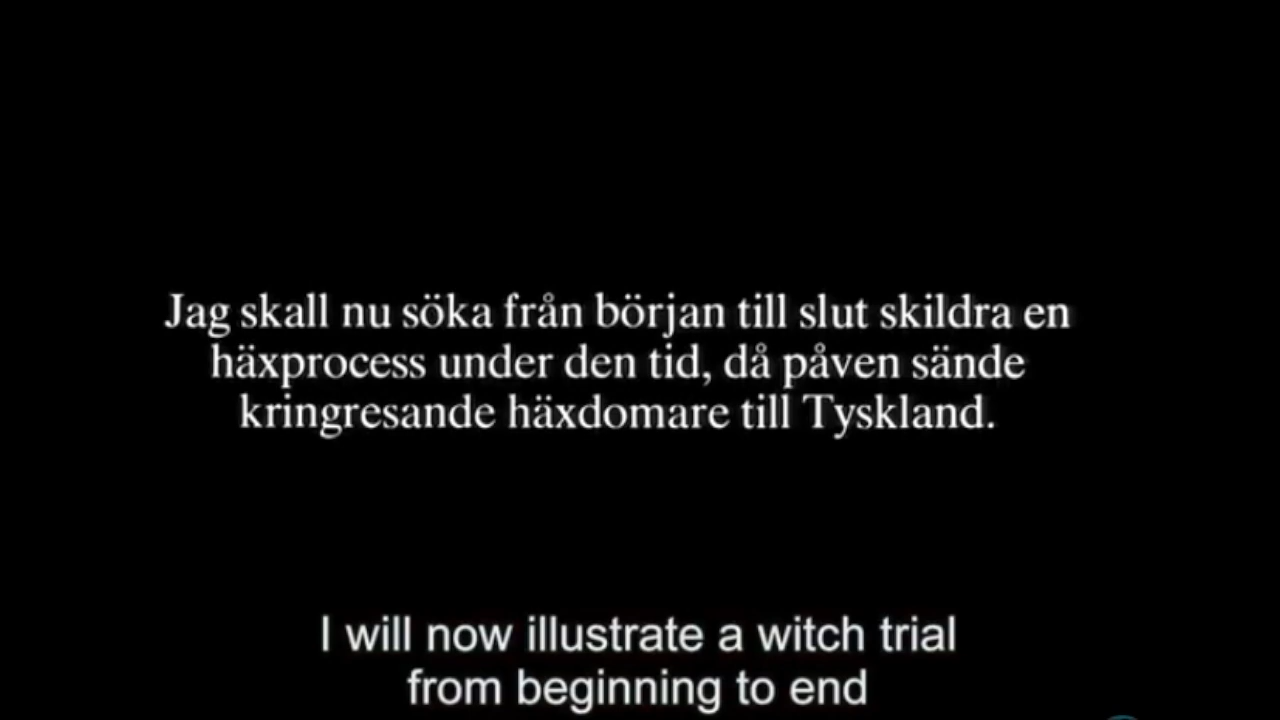 Jag skall nu söka från början till slut skildra en
häxprocess under den tid, då påven sände
kringresande häxdomare till Tyskland.
I will now illustrate a witch trial
from beginning to end